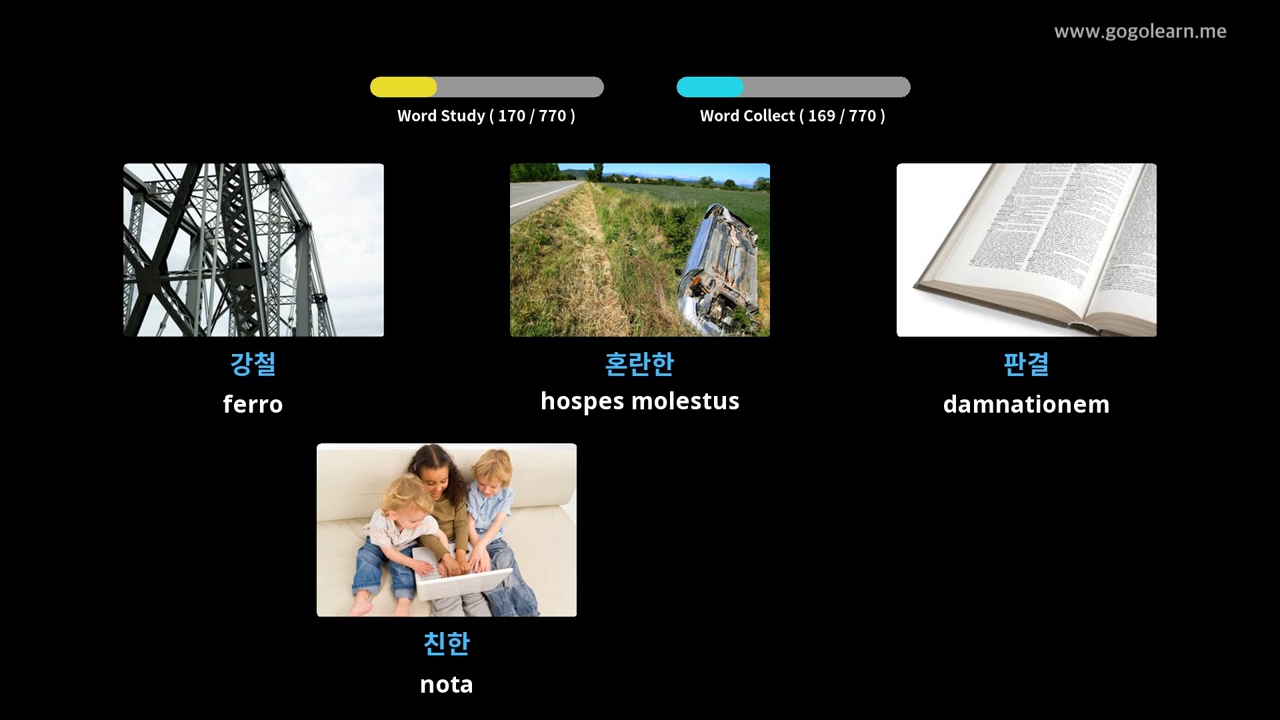 www.gogolearn.me
Word Study ( 170 / 770 )
Word Collect ( 169 / 770 )
강철
ferro
혼란한
hospes molestus
판결
damnationem
친한
nota